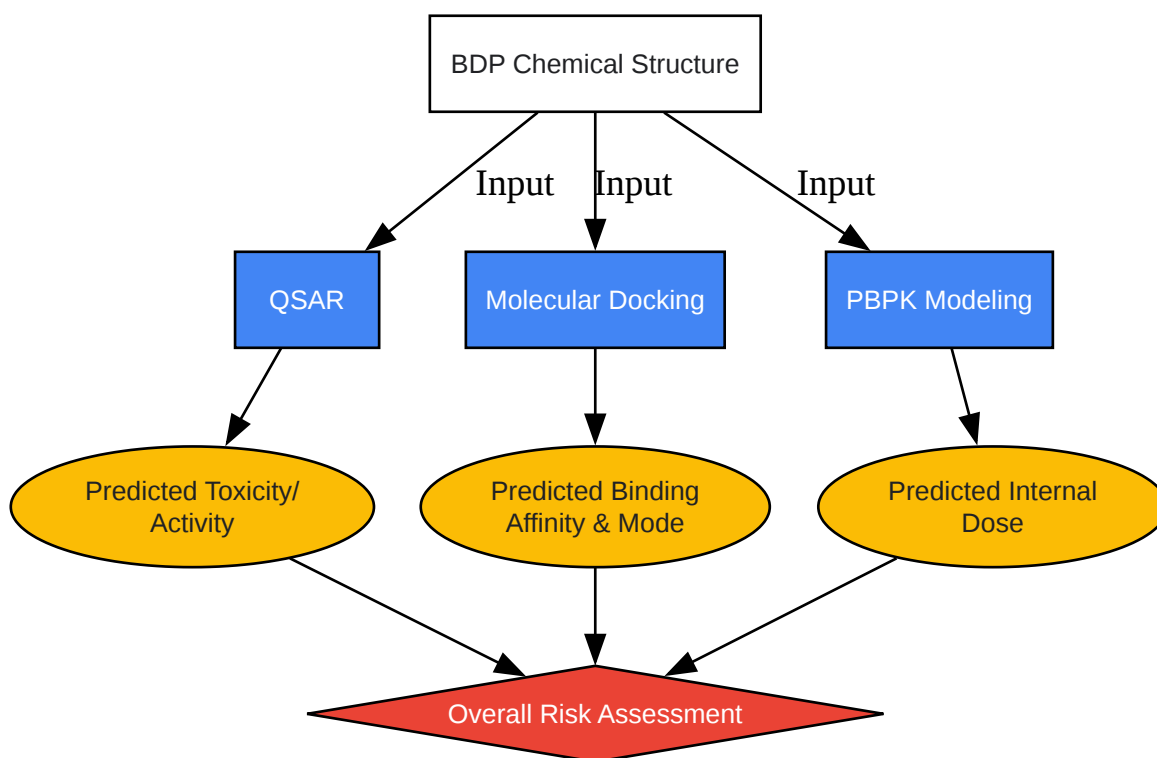 BDP Chemical Structure
Input
Input
Input
QSAR
Molecular Docking
PBPK Modeling
Predicted Toxicity/
Activity
Predicted Binding
Affinity & Mode
Predicted Internal
Dose
Overall Risk Assessment